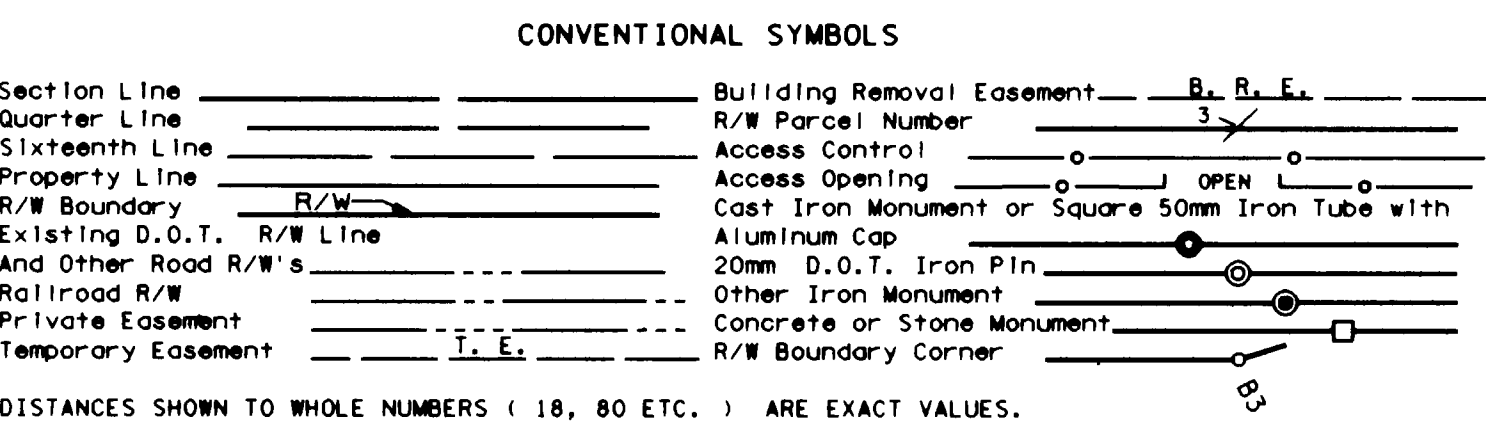 CONVENTIONAL SYMBOLS
Section Line
Quarter Line
Sixteenth Line
Property Line
R/W Boundary R/W
Existing D.O.T. R/W Line
And Other Road R/W's
Railroad R/W
Private Easement
Temporary Easement T. E.
Building Removal Easement B. R. E.
R/W Parcel Number 3
Access Control
Access Opening OPEN
Cast Iron Monument or Square 50mm Iron Tube with
Aluminum Cap
20mm D.O.T. Iron Pin
Other Iron Monument
Concrete or Stone Monument
R/W Boundary Corner
B3
DISTANCES SHOWN TO WHOLE NUMBERS ( 18, 80 ETC. ) ARE EXACT VALUES.